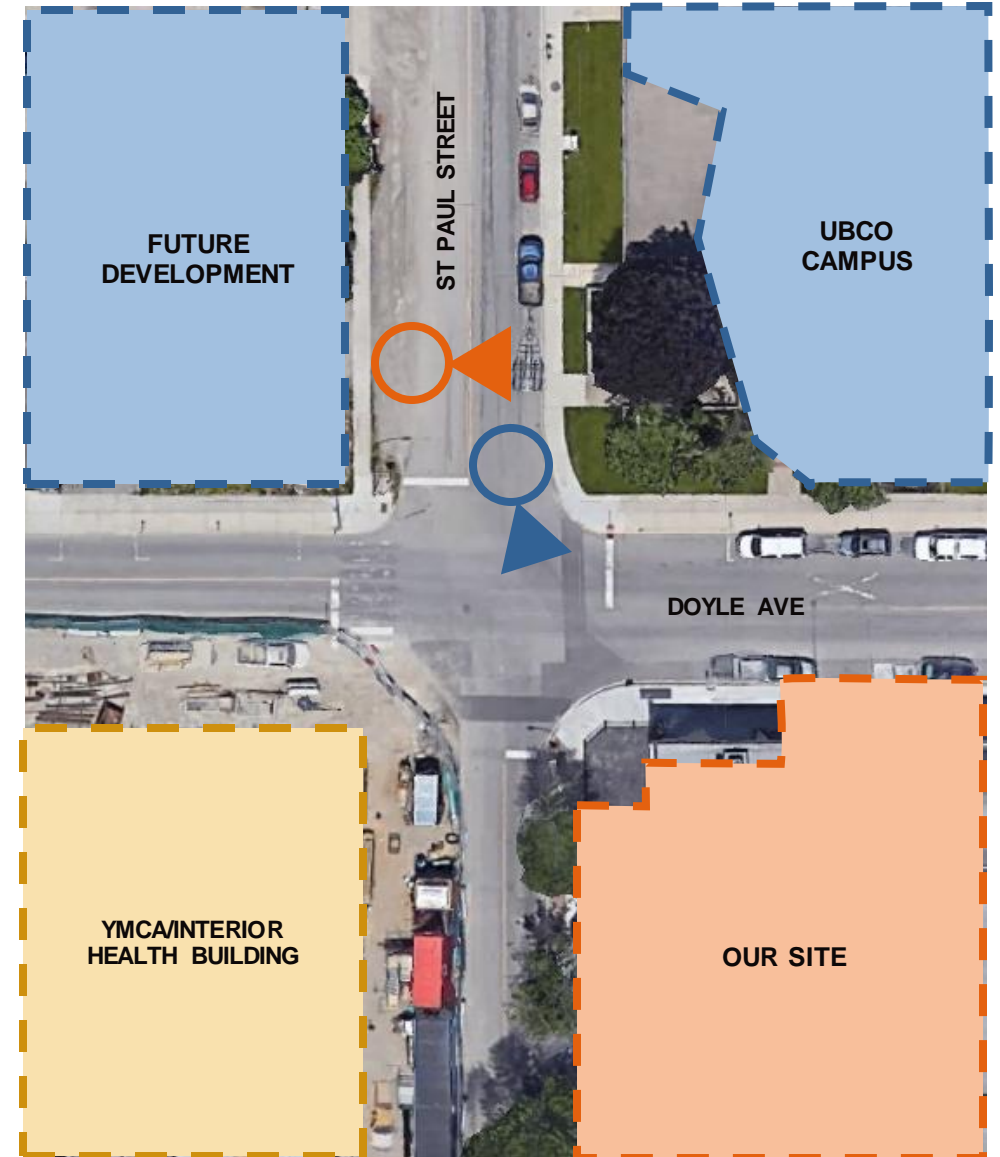 ST PAUL STREET
FUTURE
DEVELOPMENT
UBCO
CAMPUS
DOYLE AVE
YMCA/INTERIOR
HEALTH BUILDING
OUR SITE